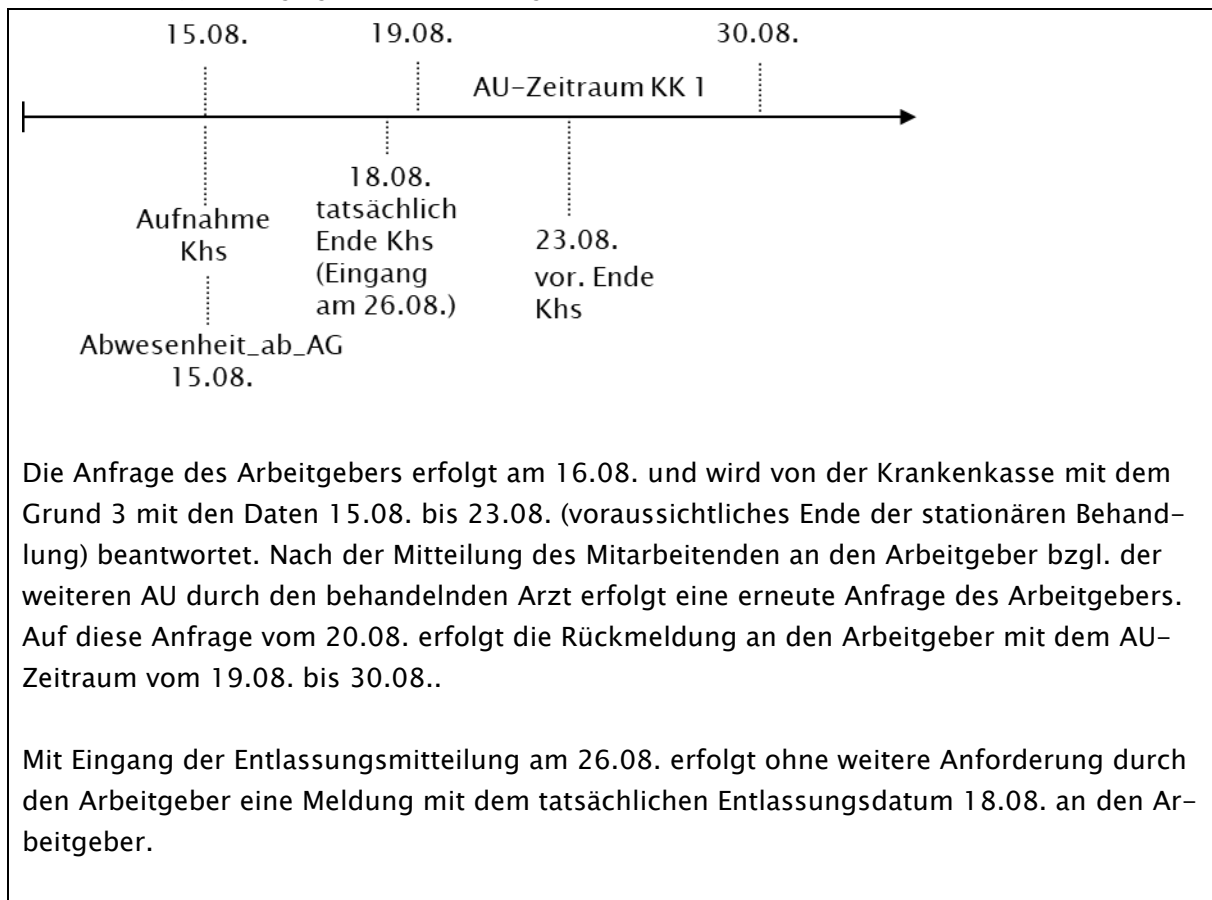 15.08. 19.08. 30.08.
AU-Zeitraum KK 1
Aufnahme
Khs
18.08.
tatsächlich
Ende Khs
(Eingang
am 26.08.)
23.08.
vor. Ende
Khs
Abwesenheit_ab_AG
15.08.
Die Anfrage des Arbeitgebers erfolgt am 16.08. und wird von der Krankenkasse mit dem
Grund 3 mit den Daten 15.08. bis 23.08. (voraussichtliches Ende der stationären Behand-
lung) beantwortet. Nach der Mitteilung des Mitarbeitenden an den Arbeitgeber bzgl. der
weiteren AU durch den behandelnden Arzt erfolgt eine erneute Anfrage des Arbeitgebers.
Auf diese Anfrage vom 20.08. erfolgt die Rückmeldung an den Arbeitgeber mit dem AU-
Zeitraum vom 19.08. bis 30.08..
Mit Eingang der Entlassungsmitteilung am 26.08. erfolgt ohne weitere Anforderung durch
den Arbeitgeber eine Meldung mit dem tatsächlichen Entlassungsdatum 18.08. an den Ar-
beitgeber.